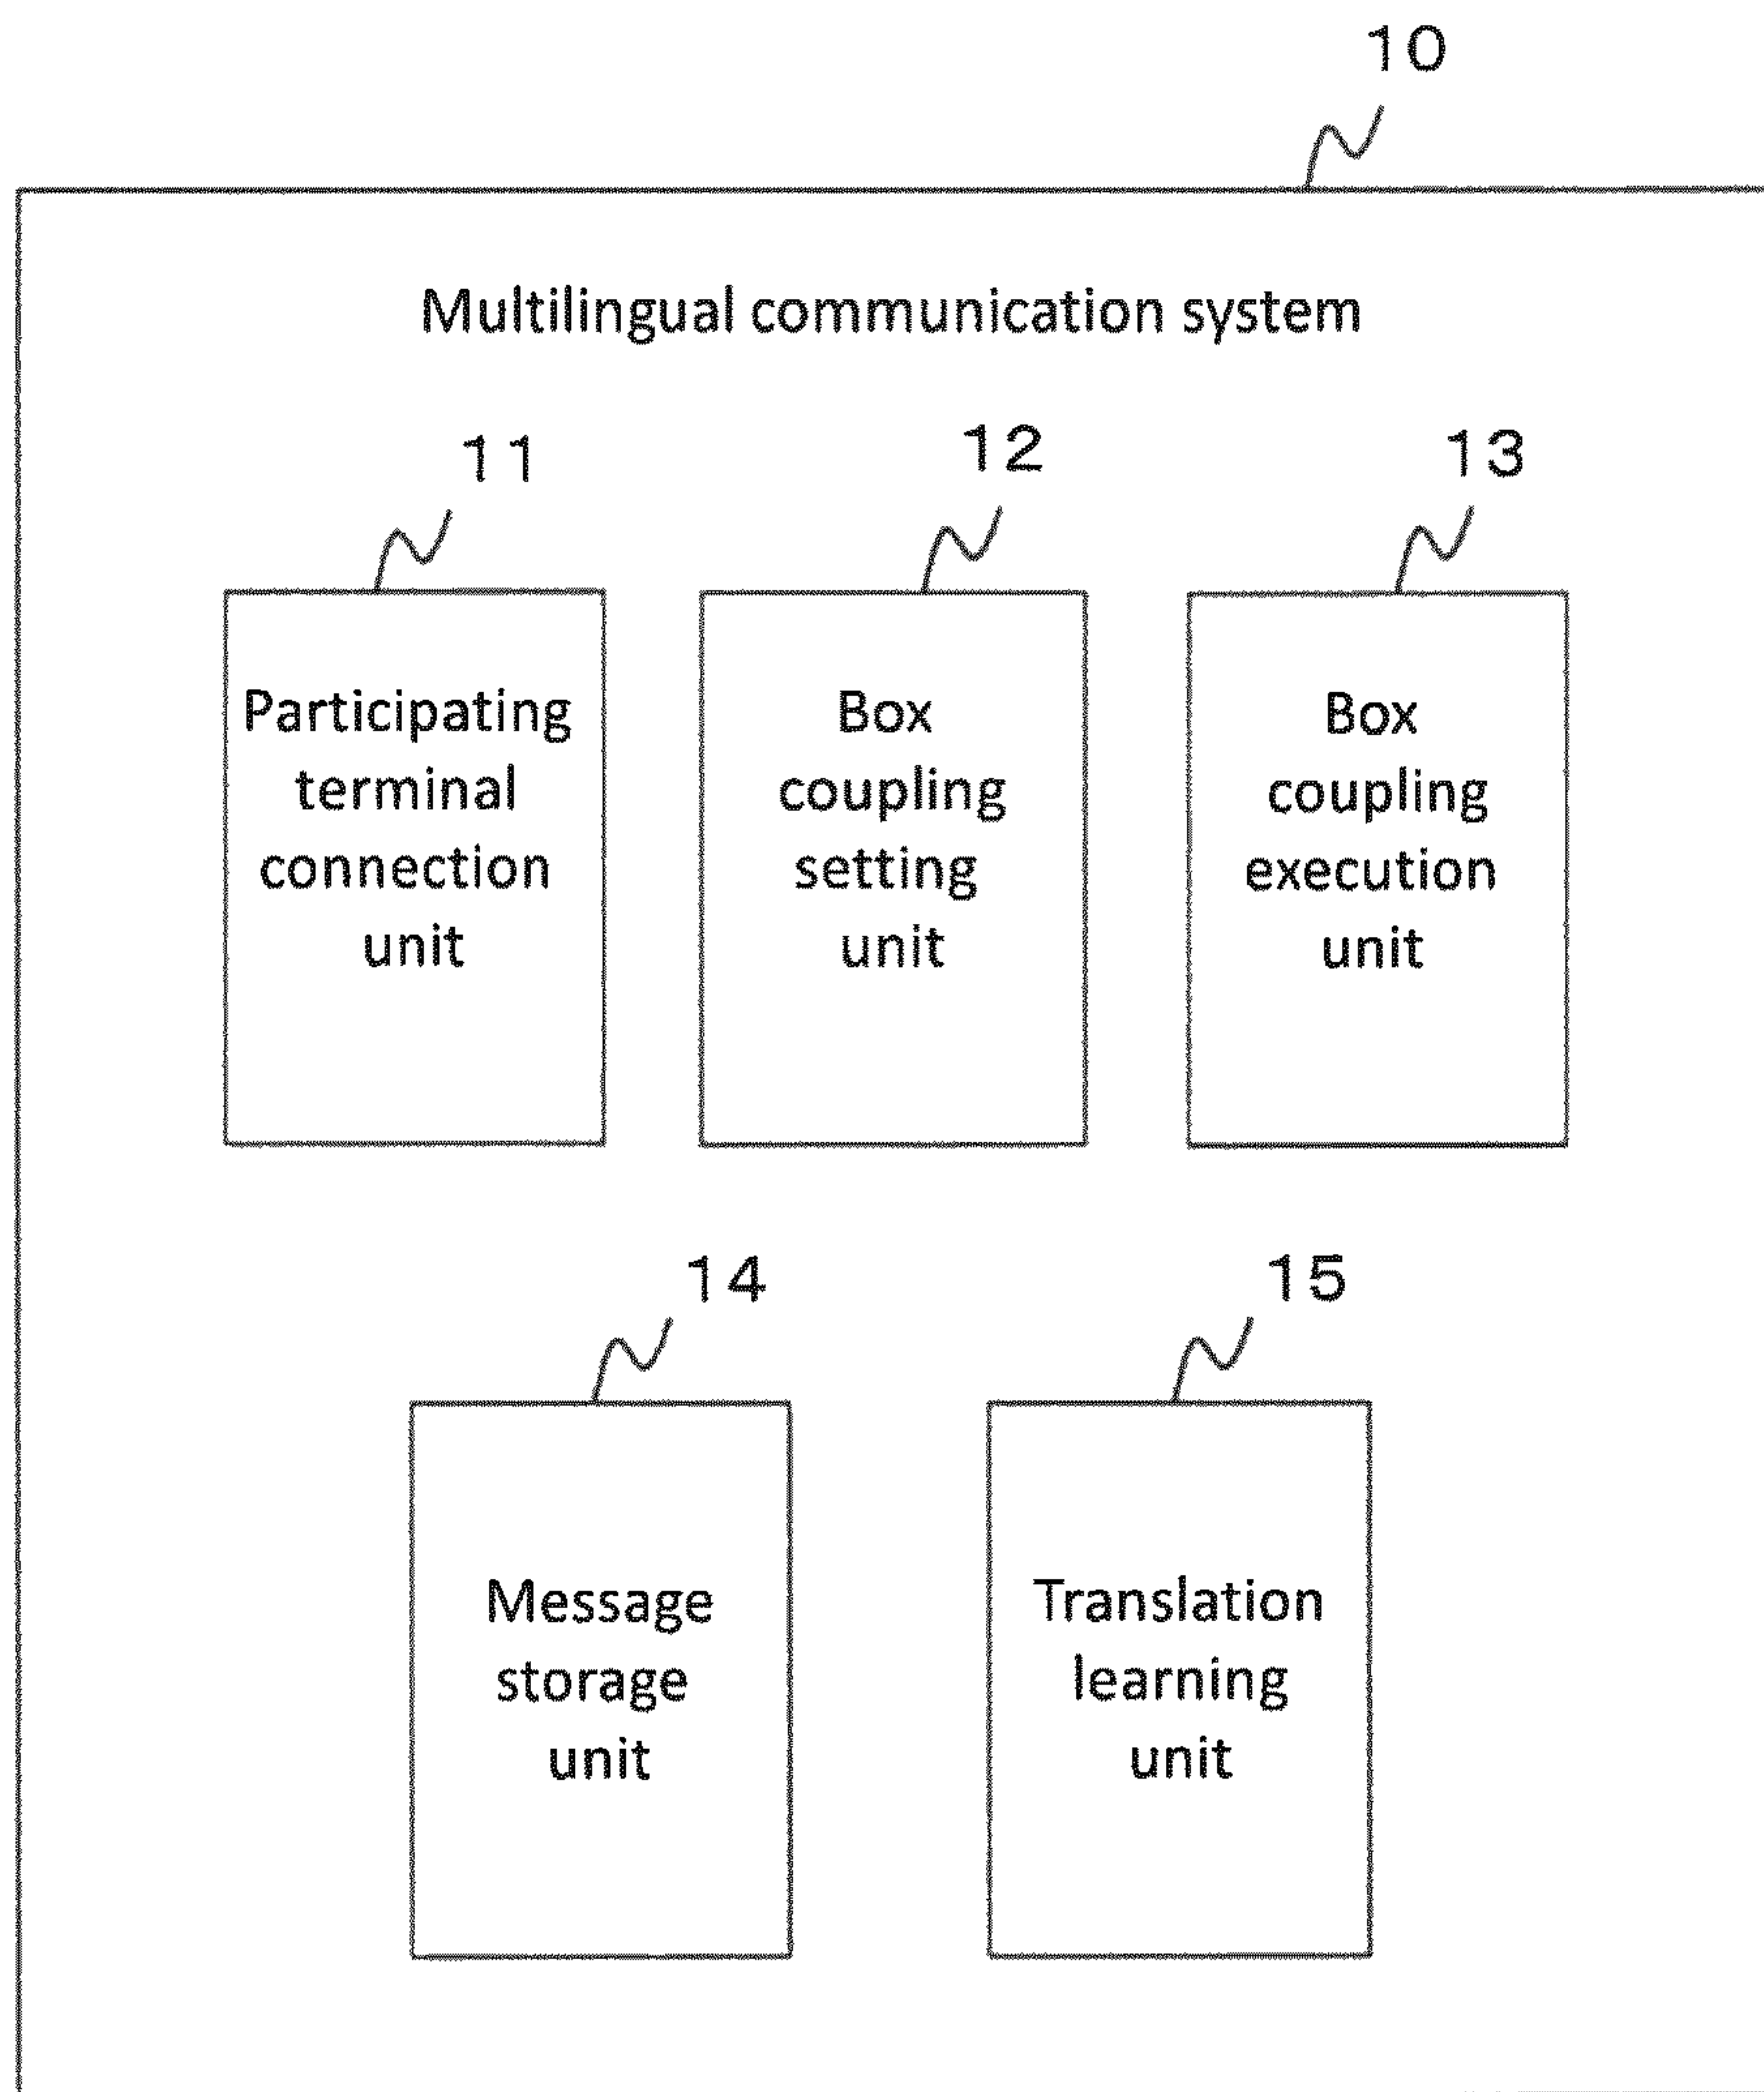 10
Multilingual communication system
11
12
13
Participating
terminal
connection
unit
Box
coupling
setting
unit
Box
coupling
execution
unit
14
15
Message
storage
unit
Translation
learning
unit